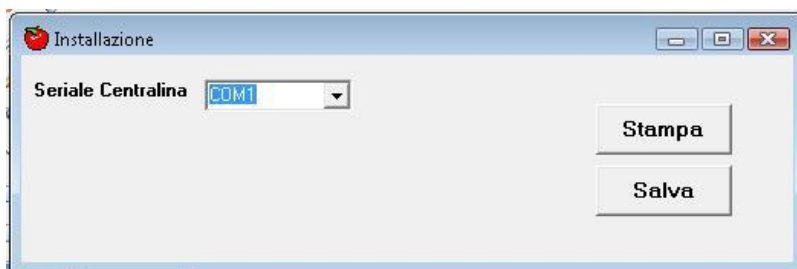 Installazione
Seriale Centralina COM1
Stampa
Salva